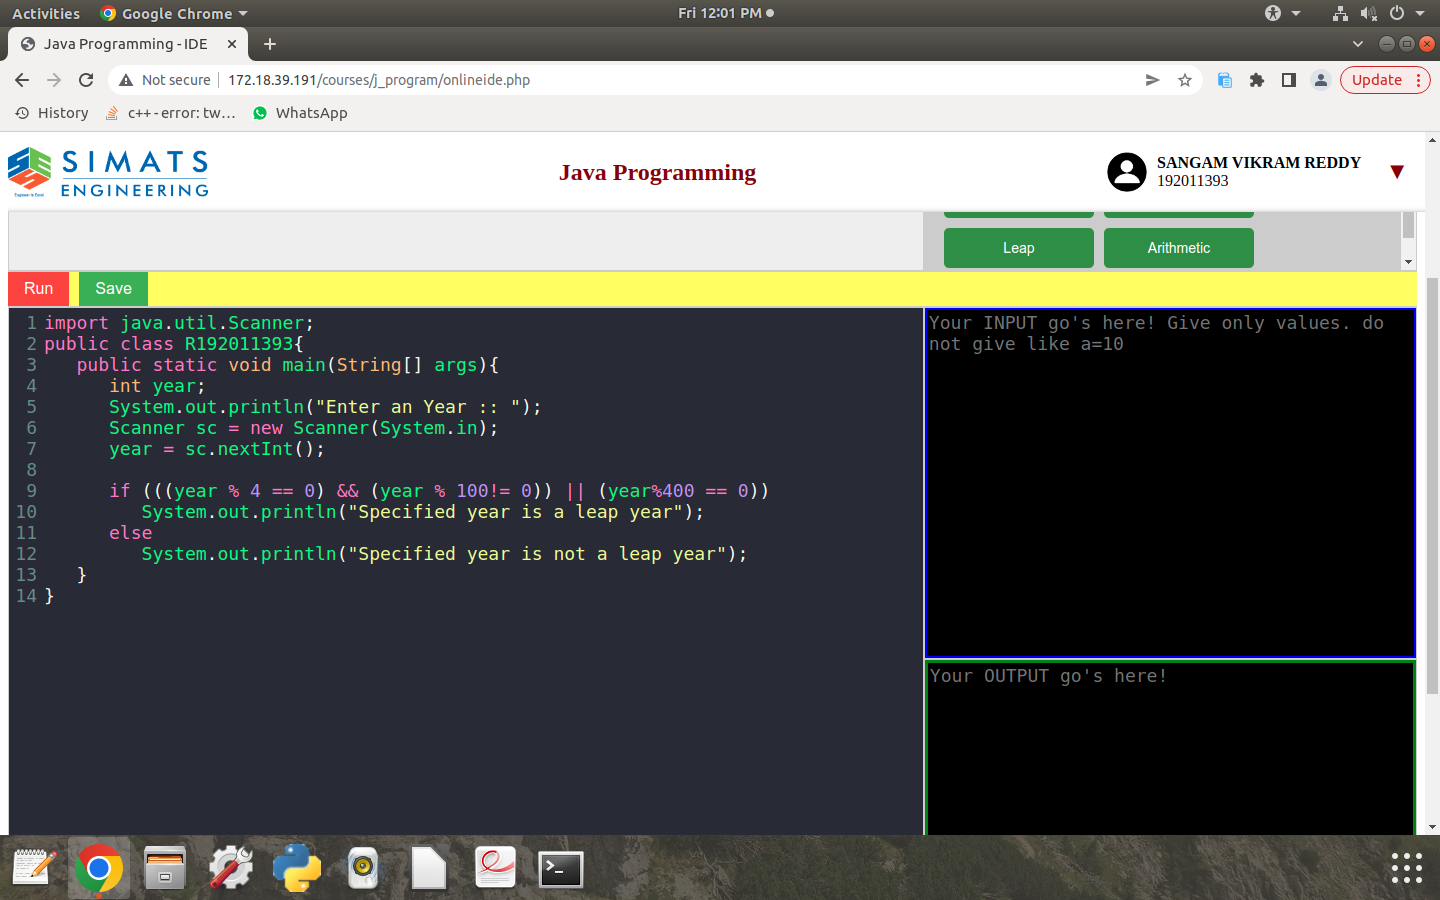 Activities Google Chrome Fri 12:01 PM
Java Programming - IDE
Not secure 172.18.39.191/courses/j_program/onlineide.php Update
History c++ - error: tw... WhatsApp
SIMATS
ENGINEERING
Java Programming
SANGAM VIKRAM REDDY
192011393
Leap Arithmetic
Run Save
1 import java.util.Scanner;
2 public class R192011393{
3 public static void main(String[] args){
4 int year;
5 System.out.println("Enter an Year :: ");
6 Scanner sc = new Scanner(System.in);
7 year = sc.nextInt();
8
9 if (((year % 4 == 0) && (year % 100!= 0)) || (year%400 == 0))
10 System.out.println("Specified year is a leap year");
11 else
12 System.out.println("Specified year is not a leap year");
13 }
14 }
Your INPUT go's here! Give only values. do
not give like a=10
Your OUTPUT go's here!